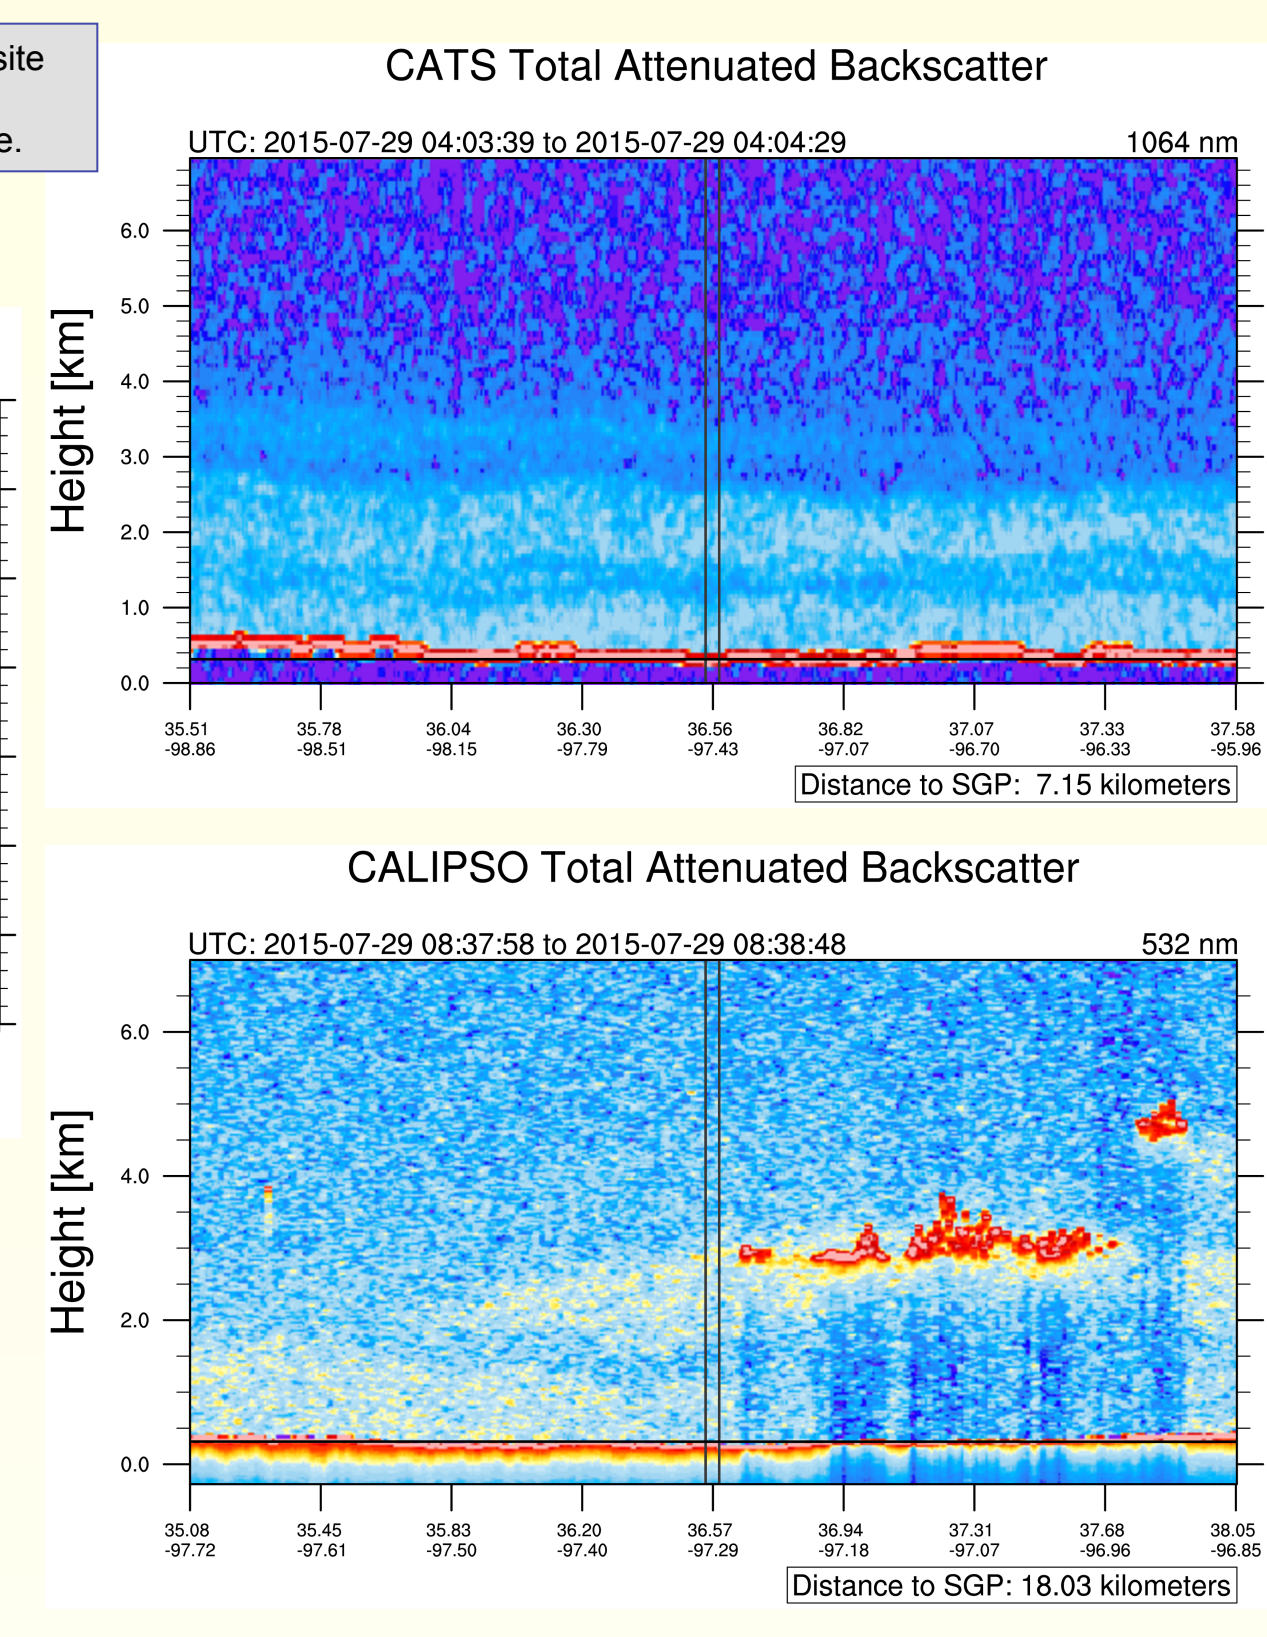 site
e.
CATS Total Attenuated Backscatter
UTC: 2015-07-29 04:03:39 to 2015-07-29 04:04:29 1064 nm
Height [km]
6.0
5.0
4.0
3.0
2.0
1.0
0.0
35.51 35.78 36.04 36.30 36.56 36.82 37.07 37.33 37.58
-98.86 -98.51 -98.15 -97.79 -97.43 -97.07 -96.70 -96.33 -95.96
Distance to SGP: 7.15 kilometers
CALIPSO Total Attenuated Backscatter
UTC: 2015-07-29 08:37:58 to 2015-07-29 08:38:48 532 nm
Height [km]
6.0
4.0
2.0
0.0
35.08 35.45 35.83 36.20 36.57 36.94 37.31 37.68 38.05
-97.72 -97.61 -97.50 -97.40 -97.29 -97.18 -97.07 -96.96 -96.85
Distance to SGP: 18.03 kilometers